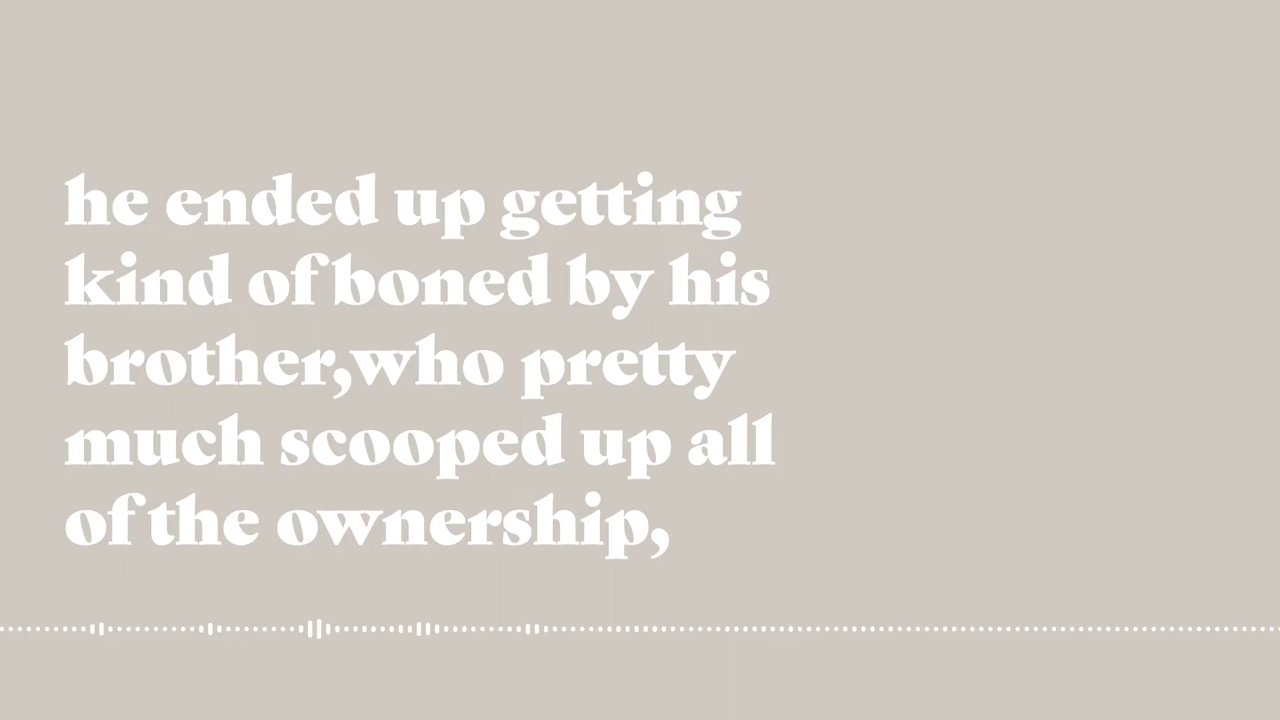 he ended up getting
kind of boned by his
brother,who pretty
much scooped up all
of the ownership,